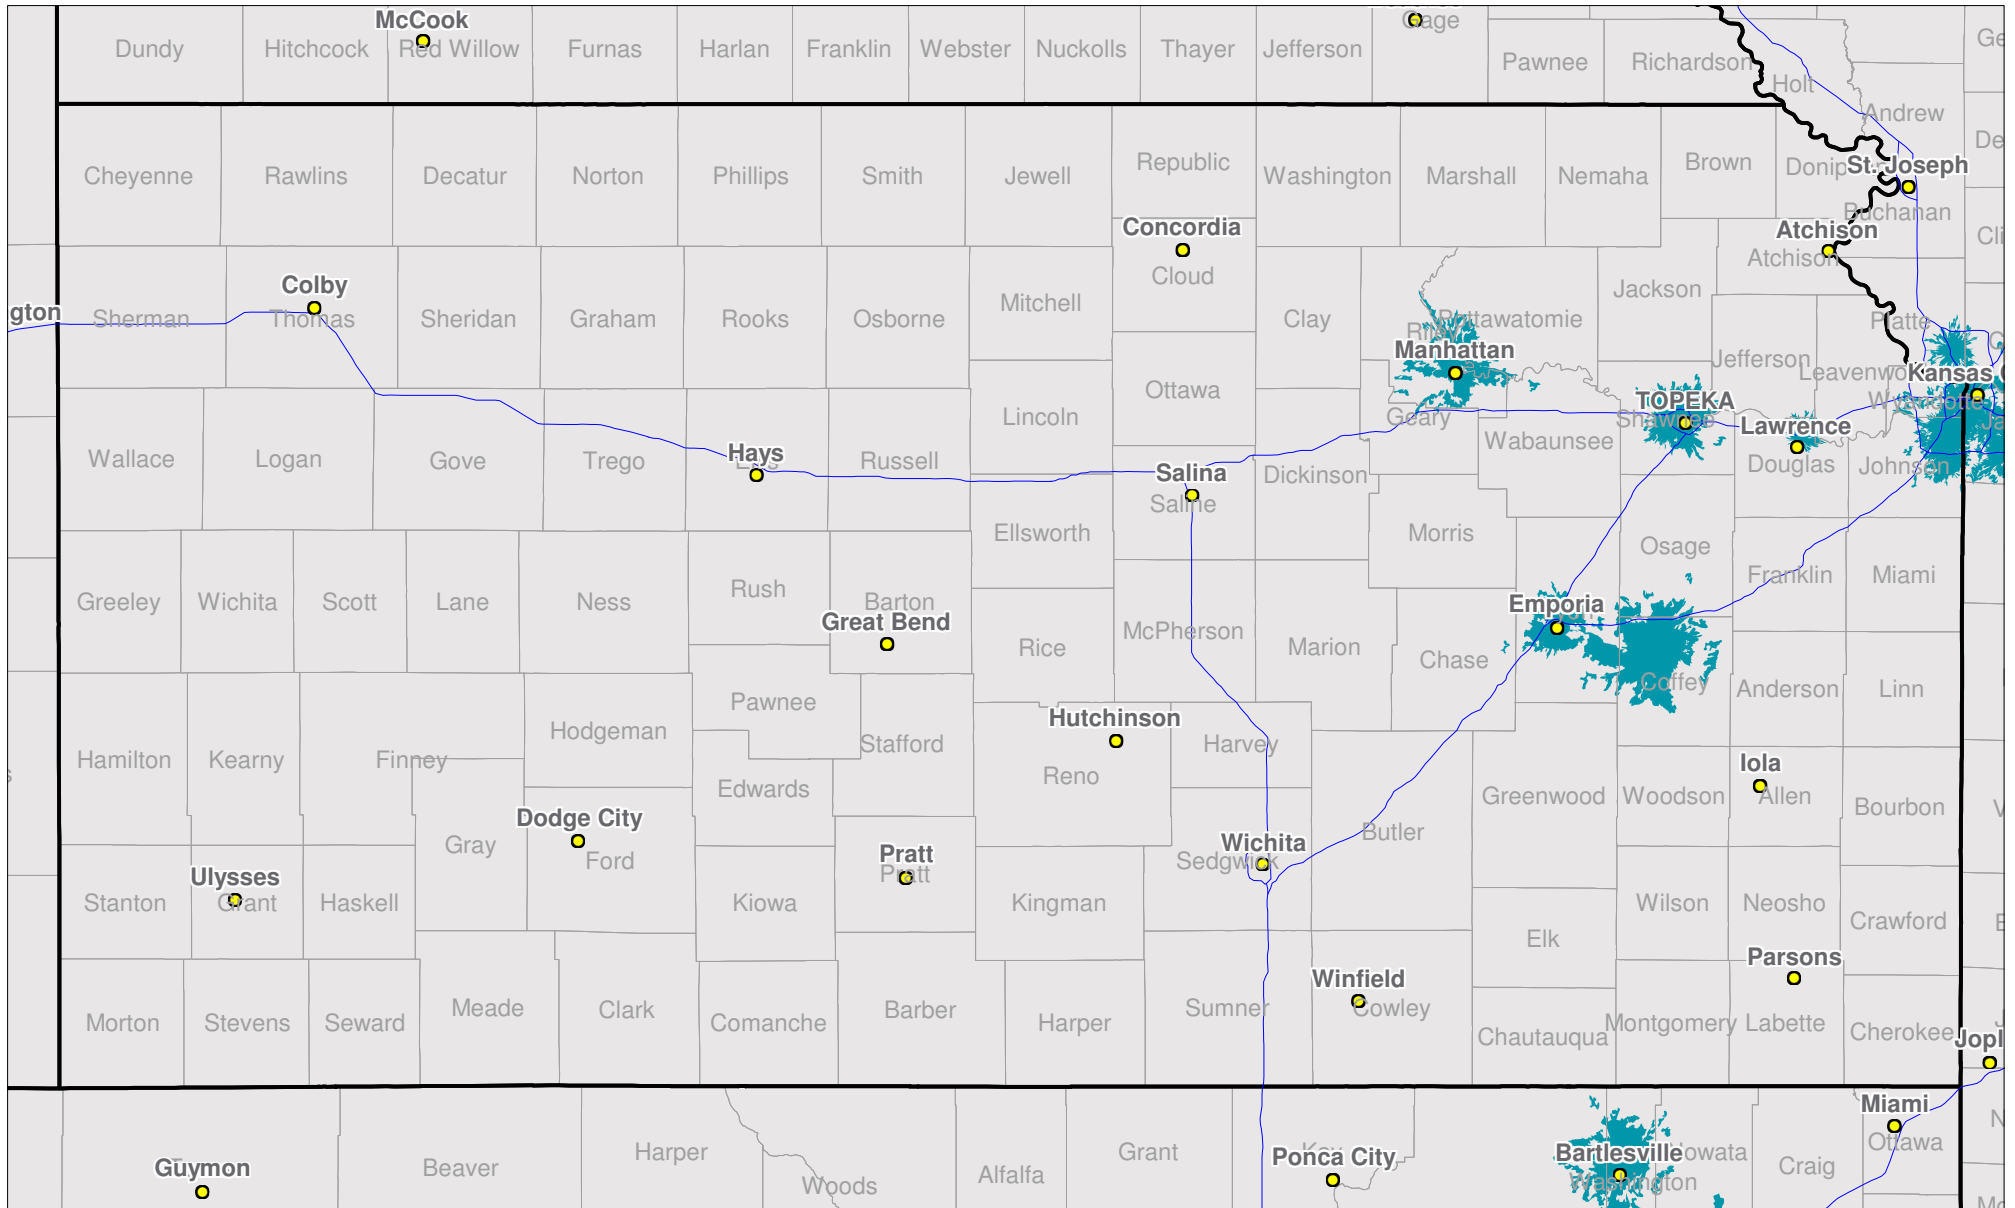 McCook
Gage
Dundy
Hitchcock
Red Willow
Furnas
Harlan
Franklin
Webster
Nuckolls
Thayer
Jefferson
Pawnee
Richardson
Holt
Andrew
Cheyenne
Rawlins
Decatur
Norton
Phillips
Smith
Jewell
Republic
Washington
Marshall
Nemaha
Brown
St. Joseph
Buchanan
Concordia
Cloud
Atchison
Atchison
gton
Sherman
Colby
Thomas
Sheridan
Graham
Rooks
Osborne
Mitchell
Clay
Riley
Pottawatomie
Jackson
Platte
Manhattan
Jefferson
Ottawa
Lincoln
Geary
Wabaunsee
TOPEKA
Shawnee
Lawrence
Douglas
Johnson
Wyandotte
Wallace
Logan
Gove
Trego
Hays
Russell
Salina
Saline
Dickinson
Ellsworth
Morris
Osage
Franklin
Miami
Greeley
Wichita
Scott
Lane
Ness
Rush
Barton
Great Bend
Rice
McPherson
Marion
Chase
Emporia
Coffey
Anderson
Linn
Hamilton
Kearny
Finney
Hodgeman
Pawnee
Stafford
Edwards
Hutchinson
Reno
Harvey
Butler
Greenwood
Woodson
Iola
Allen
Bourbon
Gray
Dodge City
Ford
Pratt
Pratt
Wichita
Sedgwick
Stanton
Ulysses
Grant
Haskell
Kiowa
Kingman
Elk
Wilson
Neosho
Crawford
Parsons
Morton
Stevens
Seward
Meade
Clark
Comanche
Barber
Harper
Sumner
Winfield
Cowley
Chautauqua
Montgomery
Labette
Cherokee
Jopl
Miami
Ottawa
Guymon
Beaver
Harper
Woods
Alfalfa
Grant
Ponca City
Bartlesville
Washington
Craig